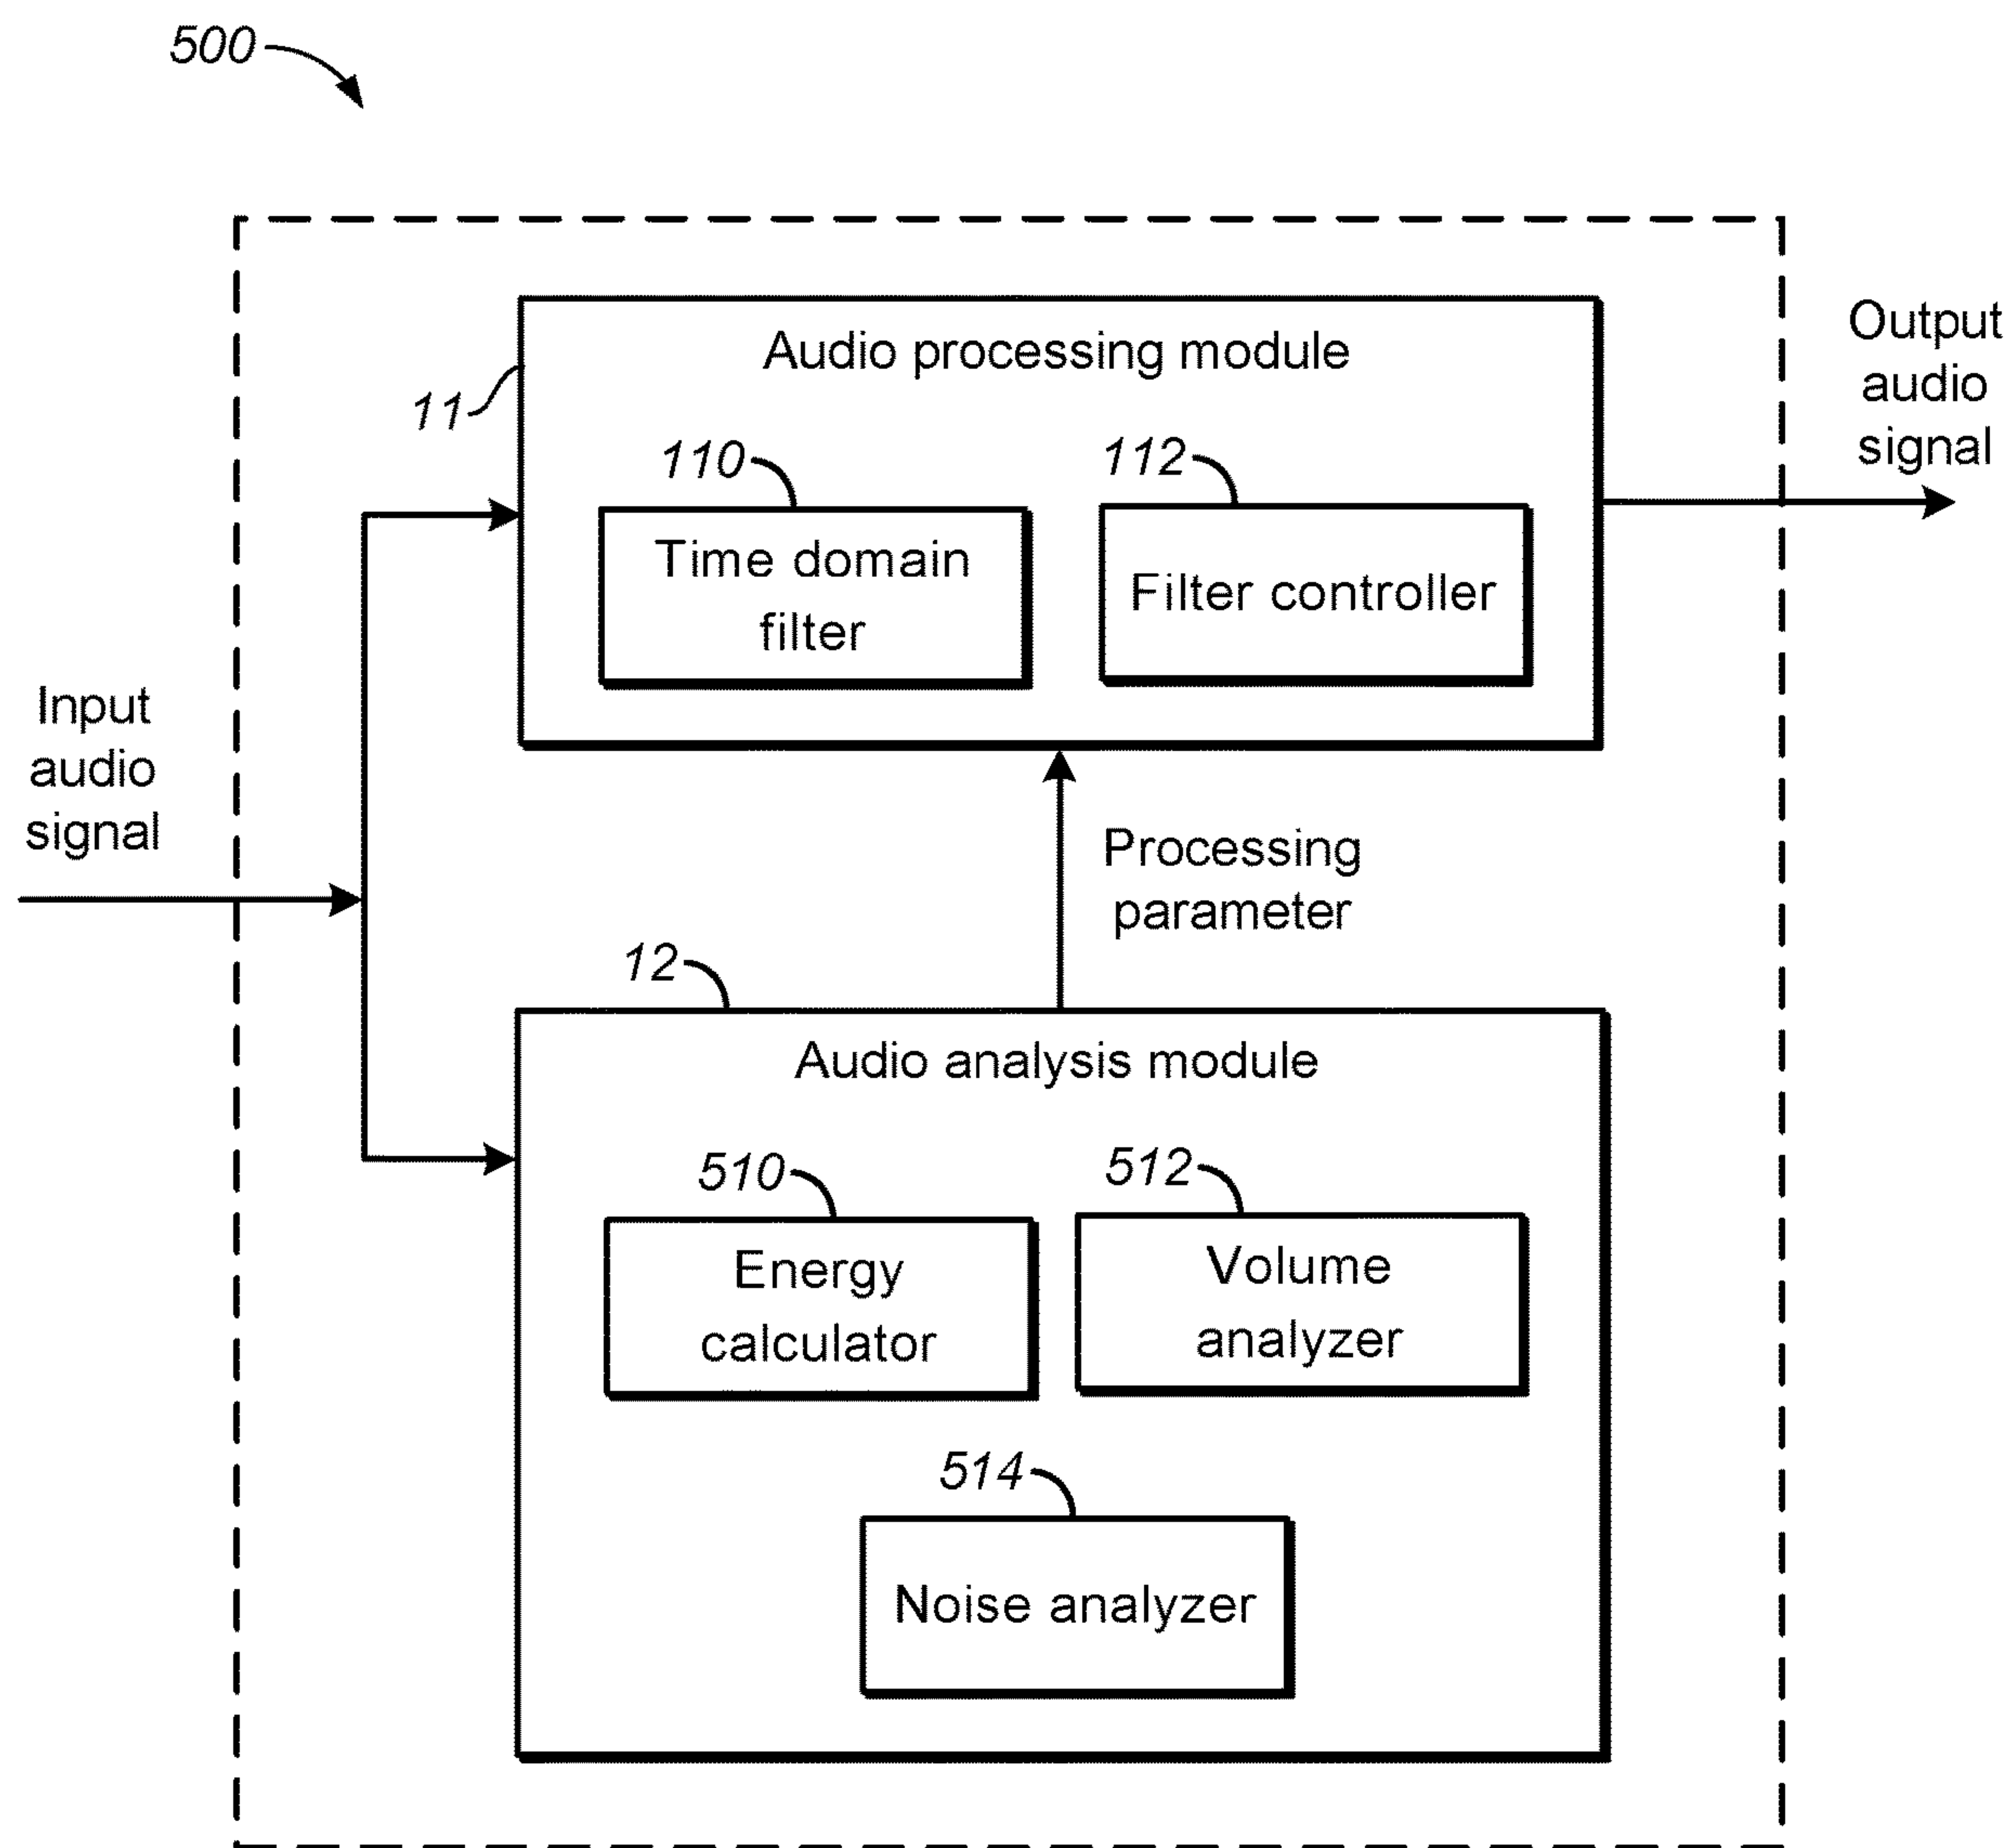 500
Audio processing module
11
110
112
Time domain
filter
Filter controller
Output
audio
signal
Input
audio
signal
Processing
parameter
12
Audio analysis module
510
512
Energy
calculator
Volume
analyzer
514
Noise analyzer